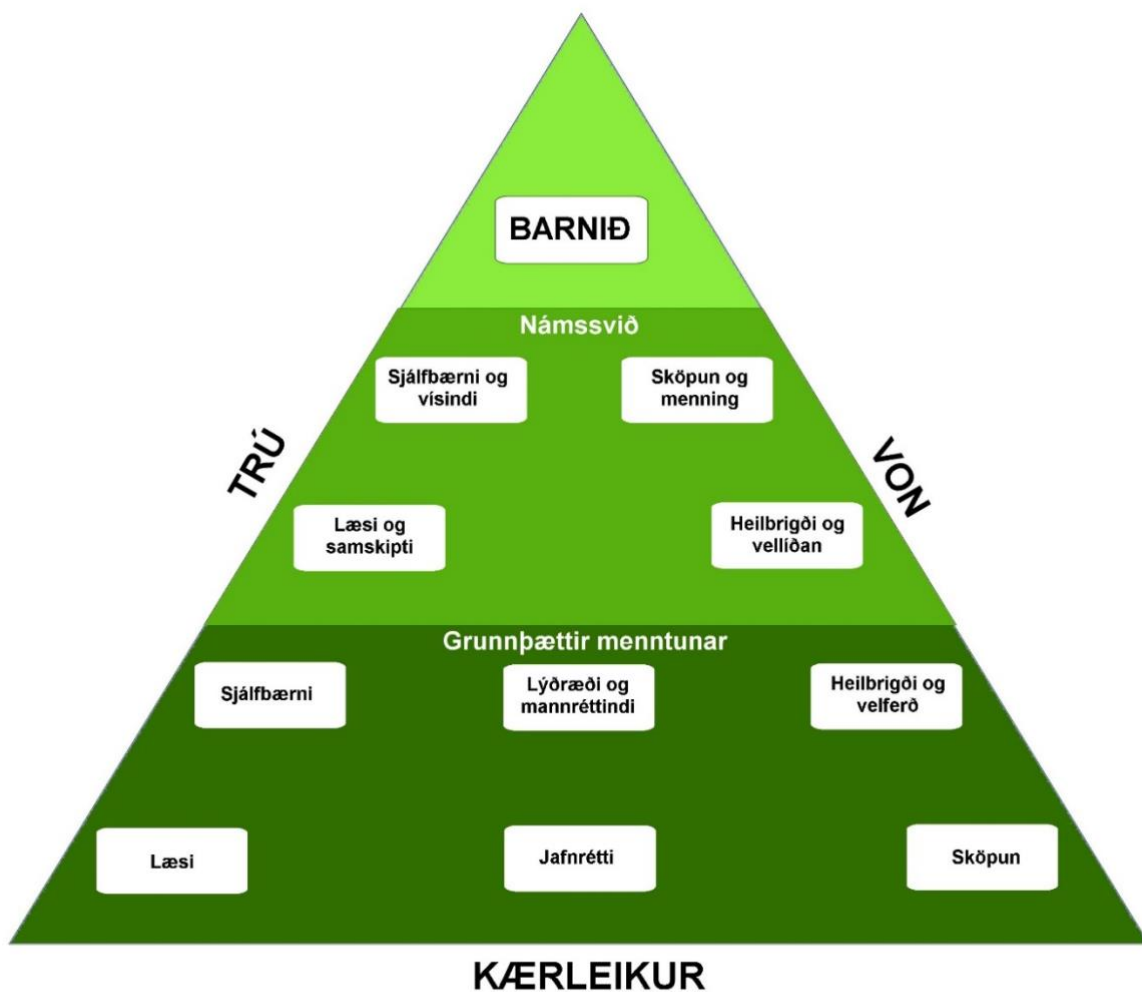 BARNIÐ
Námssvið
Sjálfbærni og
vísindi
Sköpun og
menning
TRÚ
VON
Læsi og
samskipti
Heilbrigði og
vellíðan
Grunnþættir menntunar
Sjálfbærni
Lýðræði og
mannréttindi
Heilbrigði og
velferð
Læsi
Jafnrétti
Sköpun
KÆRLEIKUR